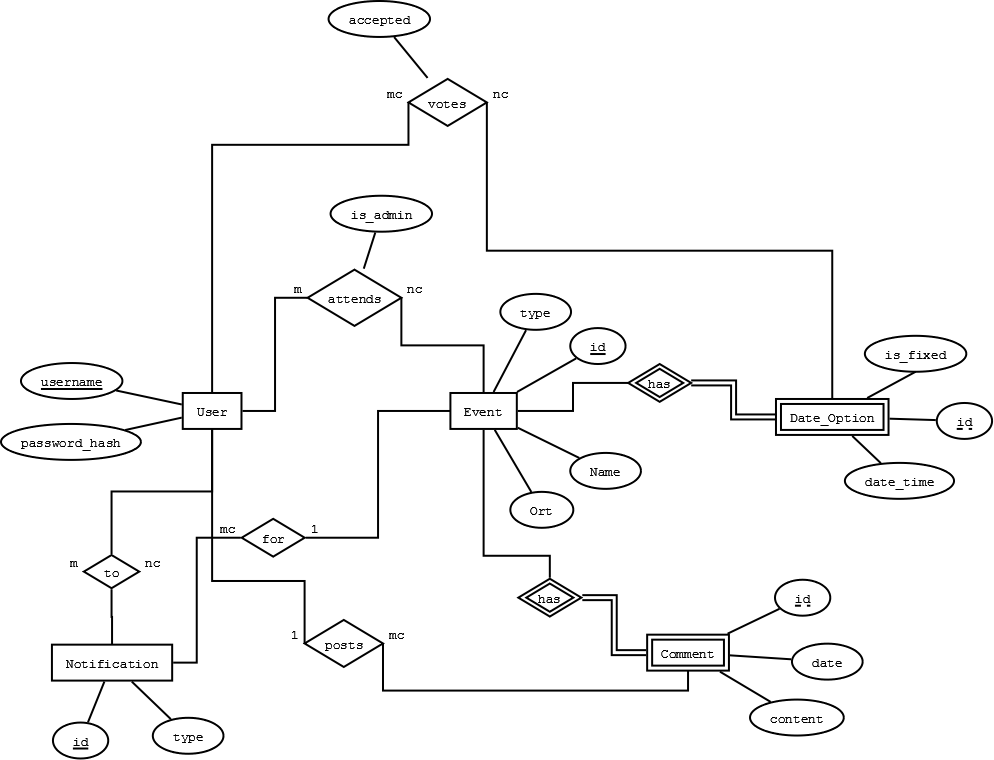 accepted
mc
votes
nc
is_admin
m
attends
nc
type
id
is_fixed
has
username
User
Event
Date_Option
id
password_hash
Name
date_time
Ort
mc
for
1
m
to
nc
has
id
1
posts
mc
Notification
Comment
date
content
id
type